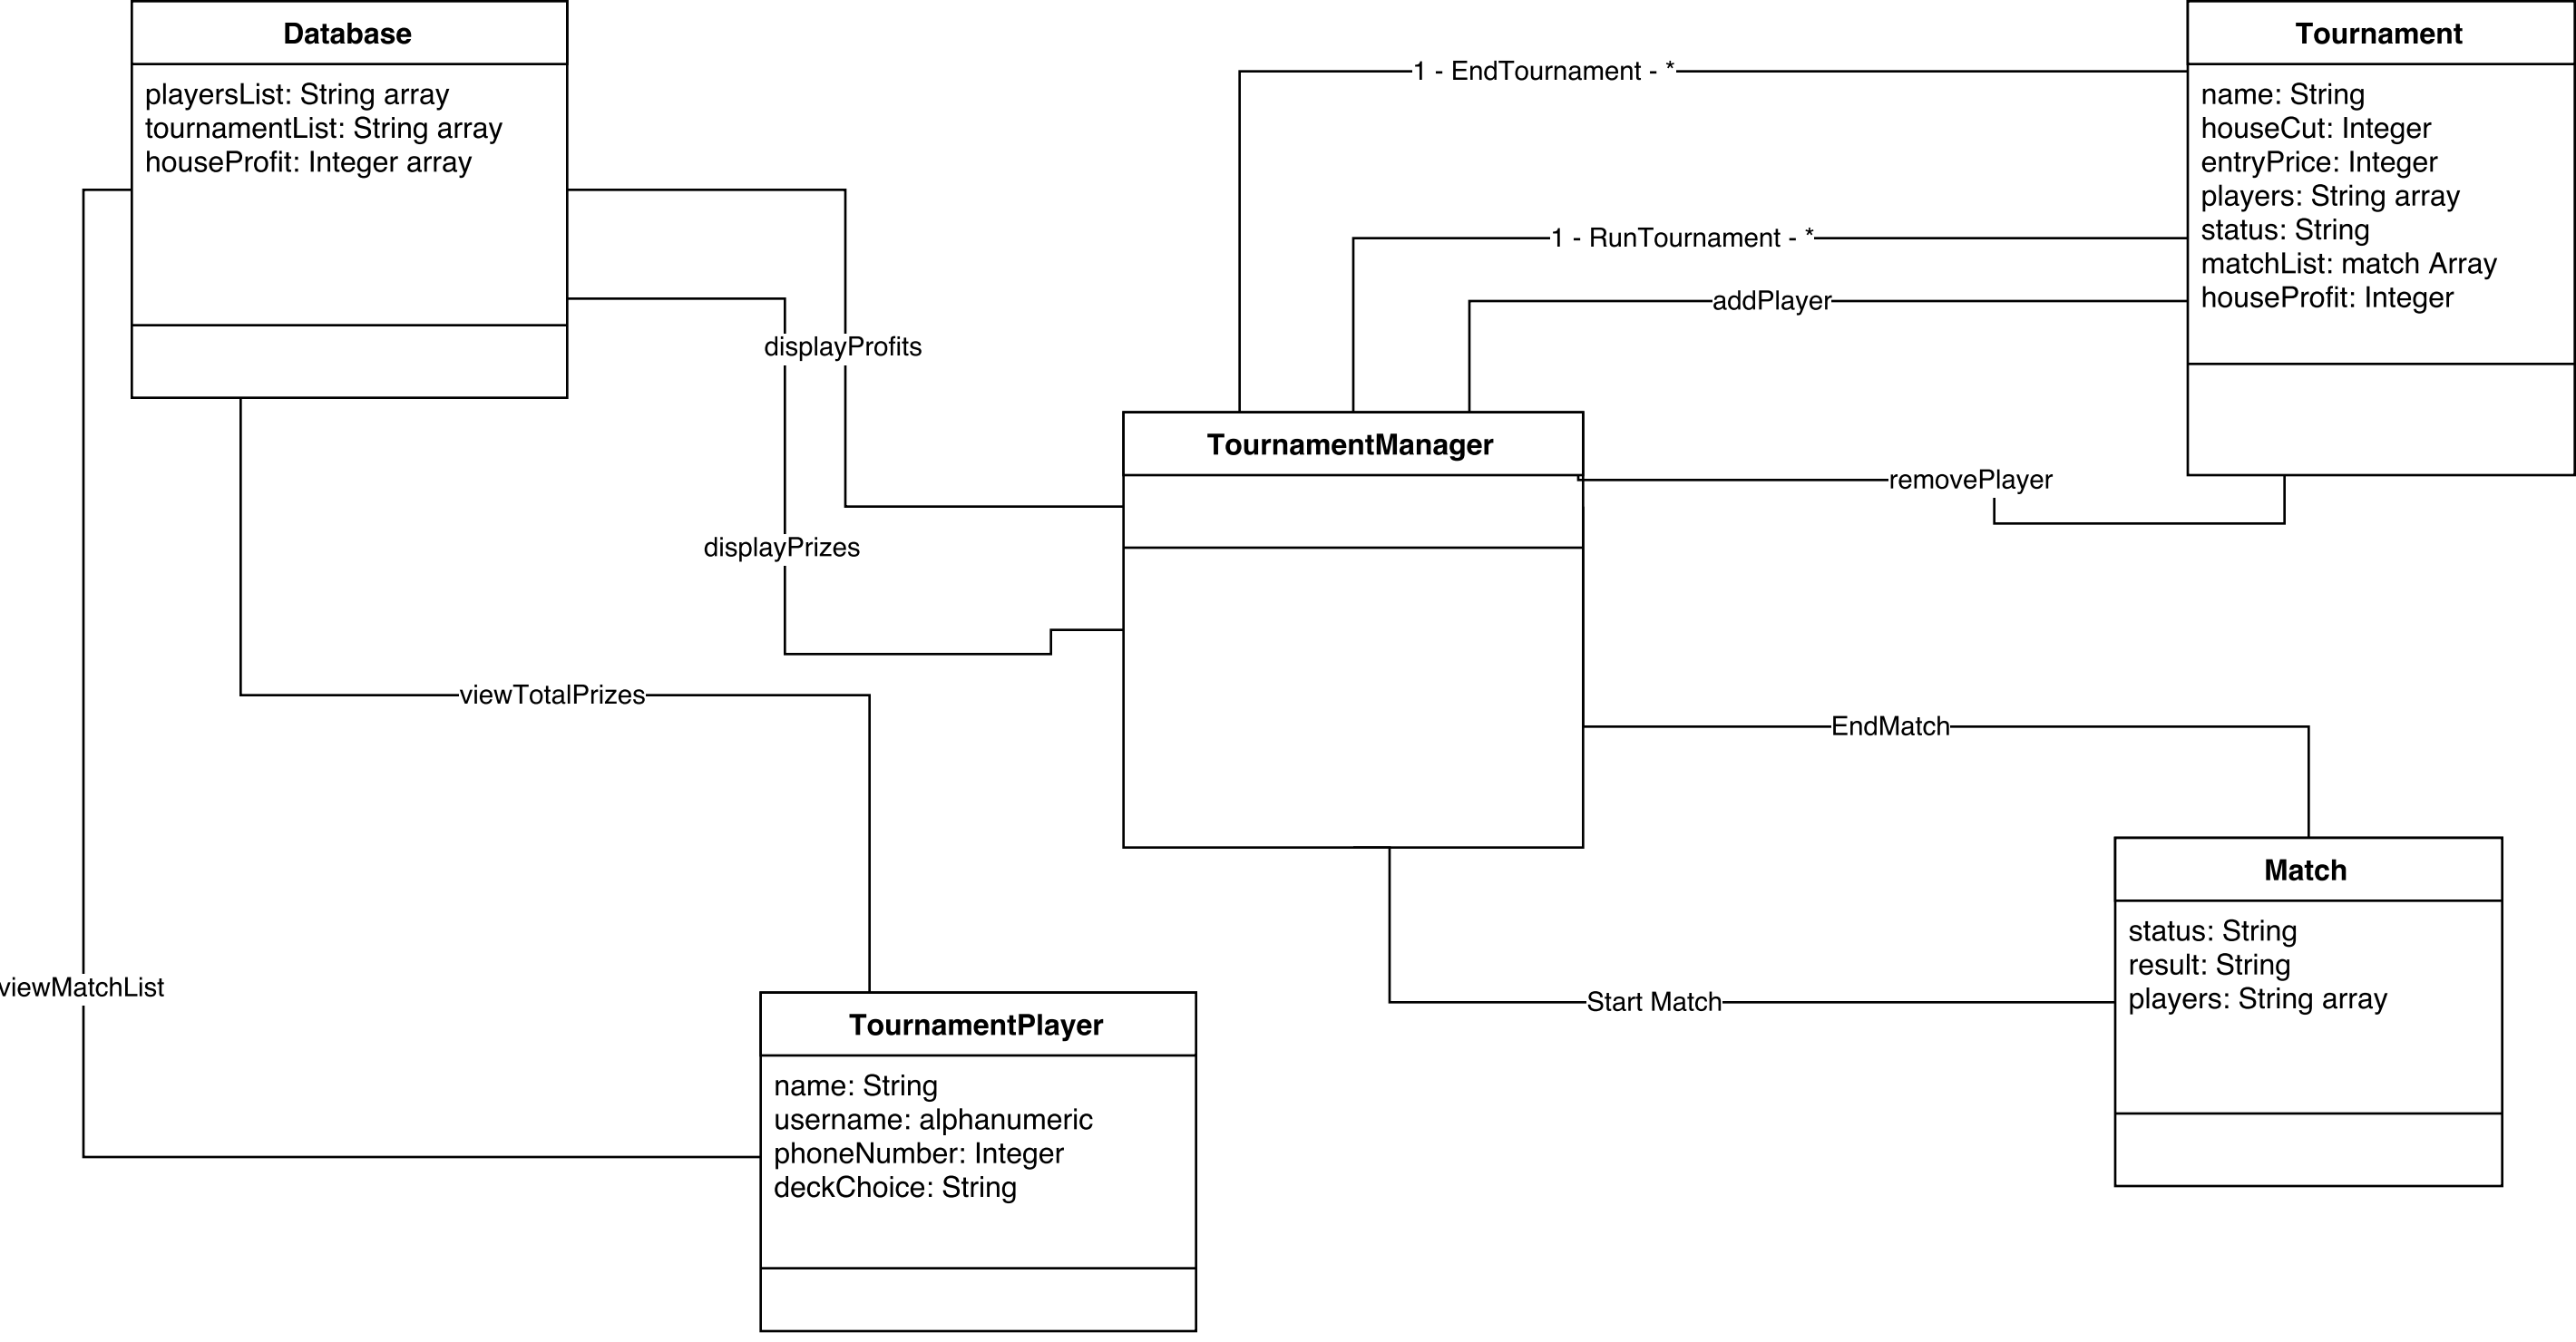 Database
playersList: String array
tournamentList: String array
houseProfit: Integer array
Tournament
name: String
houseCut: Integer
entryPrice: Integer
players: String array
status: String
matchList: match Array
houseProfit: Integer
1 - EndTournament - *
1 - RunTournament - *
addPlayer
displayProfits
TournamentManager
removePlayer
displayPrizes
viewTotalPrizes
EndMatch
Match
status: String
result: String
players: String array
Start Match
viewMatchList
TournamentPlayer
name: String
username: alphanumeric
phoneNumber: Integer
deckChoice: String